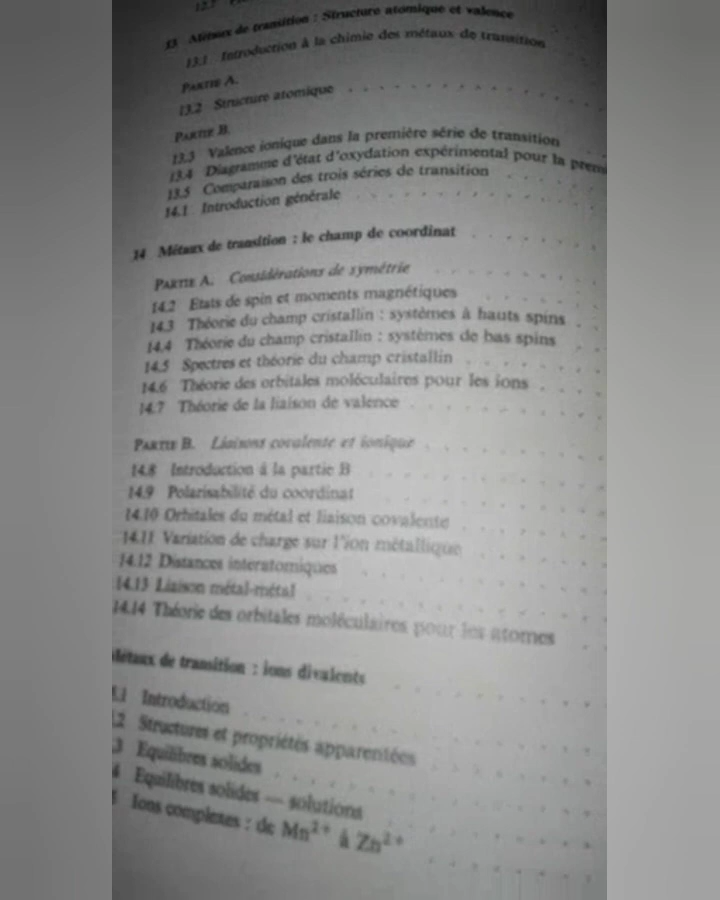 12.7
13 Métaux de transition : Structure atomique et valence
13.1 Introduction à la chimie des métaux de transition
PARTIE A.
13.2 Structure atomique
PARTIE B.
13.3 Valence ionique dans la première série de transition
13.4 Diagramme d'état d'oxydation expérimental pour la prem
13.5 Comparaison des trois séries de transition
14.1 Introduction générale
14 Métaux de transition : le champ de coordinat
PARTIE A. Considérations de symétrie
14.2 Etats de spin et moments magnétiques
14.3 Théorie du champ cristallin : systèmes à hauts spins
14.4 Théorie du champ cristallin : systèmes de bas spins
14.5 Spectres et théorie du champ cristallin
14.6 Théorie des orbitales moléculaires pour les ions
14.7 Théorie de la liaison de valence
PARTIE B. Liaisons covalente et ionique
14.8 Introduction à la partie B
14.9 Polarisabilité du coordinat
14.10 Orbitales du métal et liaison covalente
14.11 Variation de charge sur l'ion métallique
14.12 Distances interatomiques
14.13 Liaison métal-métal
14.14 Théorie des orbitales moléculaires pour les atomes
Métaux de transition : ions divalents
.1 Introduction
.2 Structures et propriétés apparentées
.3 Equilibres solides
4 Equilibres solides — solutions
5 Ions complexes : de Mn²⁺ à Zn²⁺